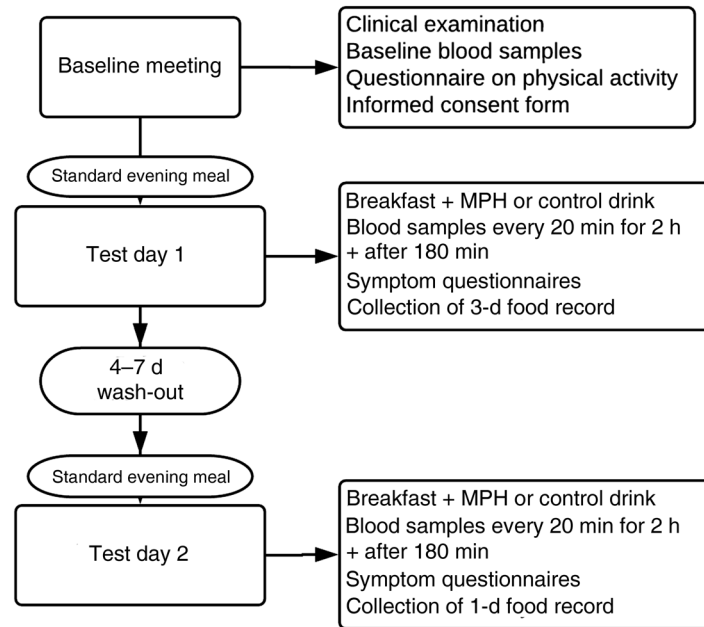 Baseline meeting
Clinical examination
Baseline blood samples
Questionnaire on physical activity
Informed consent form
Standard evening meal
Test day 1
Breakfast + MPH or control drink
Blood samples every 20 min for 2 h
+ after 180 min
Symptom questionnaires
Collection of 3-d food record
4–7 d
wash-out
Standard evening meal
Test day 2
Breakfast + MPH or control drink
Blood samples every 20 min for 2 h
+ after 180 min
Symptom questionnaires
Collection of 1-d food record